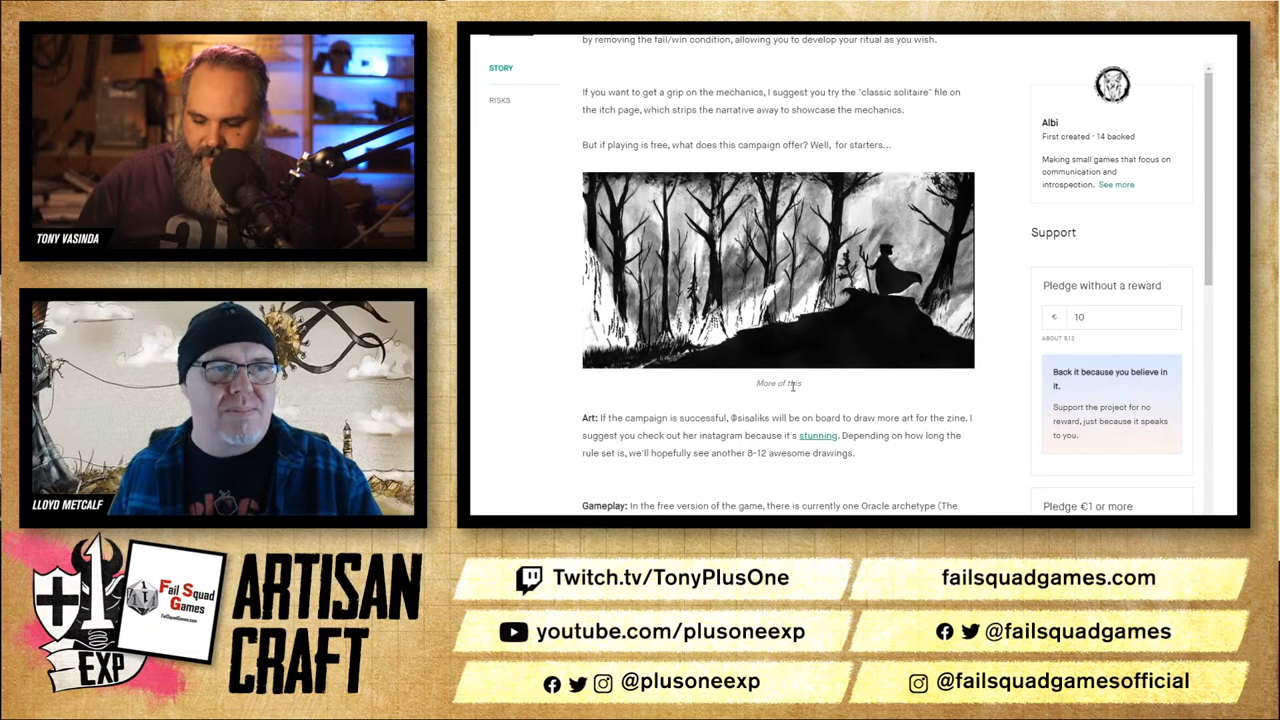 TONY VASINDA
LLOYD METCALF
by removing the fail/win condition, allowing you to develop your ritual as you wish.
STORY
RISKS
If you want to get a grip on the mechanics, I suggest you try the "classic solitaire" file on
the itch page, which strips the narrative away to showcase the mechanics.
But if playing is free, what does this campaign offer? Well, for starters...
More of this
Art: If the campaign is successful, @sisaliks will be on board to draw more art for the zine. I
suggest you check out her instagram because it's stunning. Depending on how long the
rule set is, we'll hopefully see another 8-12 awesome drawings.
Gameplay: In the free version of the game, there is currently one Oracle archetype (The
Albi
First created · 14 backed
Making small games that focus on
communication and
introspection. See more
Support
Pledge without a reward
€ 10
ABOUT $13
Back it because you believe in
it.
Support the project for no
reward, just because it speaks
to you.
Pledge €1 or more
1
EXP
Fail Squad
Games
FailSquadGames.com
ARTISAN
CRAFT
Twitch.tv/TonyPlusOne
youtube.com/plusoneexp
@plusoneexp
failsquadgames.com
@failsquadgames
@failsquadgamesofficial